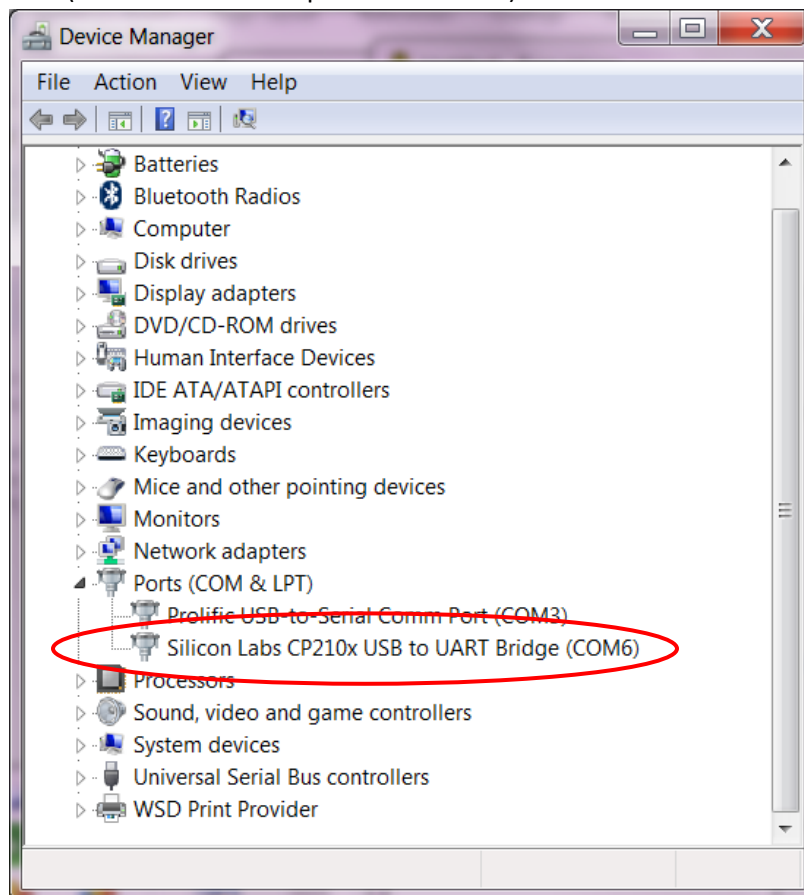 Device Manager
File Action View Help
Batteries
Bluetooth Radios
Computer
Disk drives
Display adapters
DVD/CD-ROM drives
Human Interface Devices
IDE ATA/ATAPI controllers
Imaging devices
Keyboards
Mice and other pointing devices
Monitors
Network adapters
Ports (COM & LPT)
Prolific USB-to-Serial Comm Port (COM3)
Silicon Labs CP210x USB to UART Bridge (COM6)
Processors
Sound, video and game controllers
System devices
Universal Serial Bus controllers
WSD Print Provider